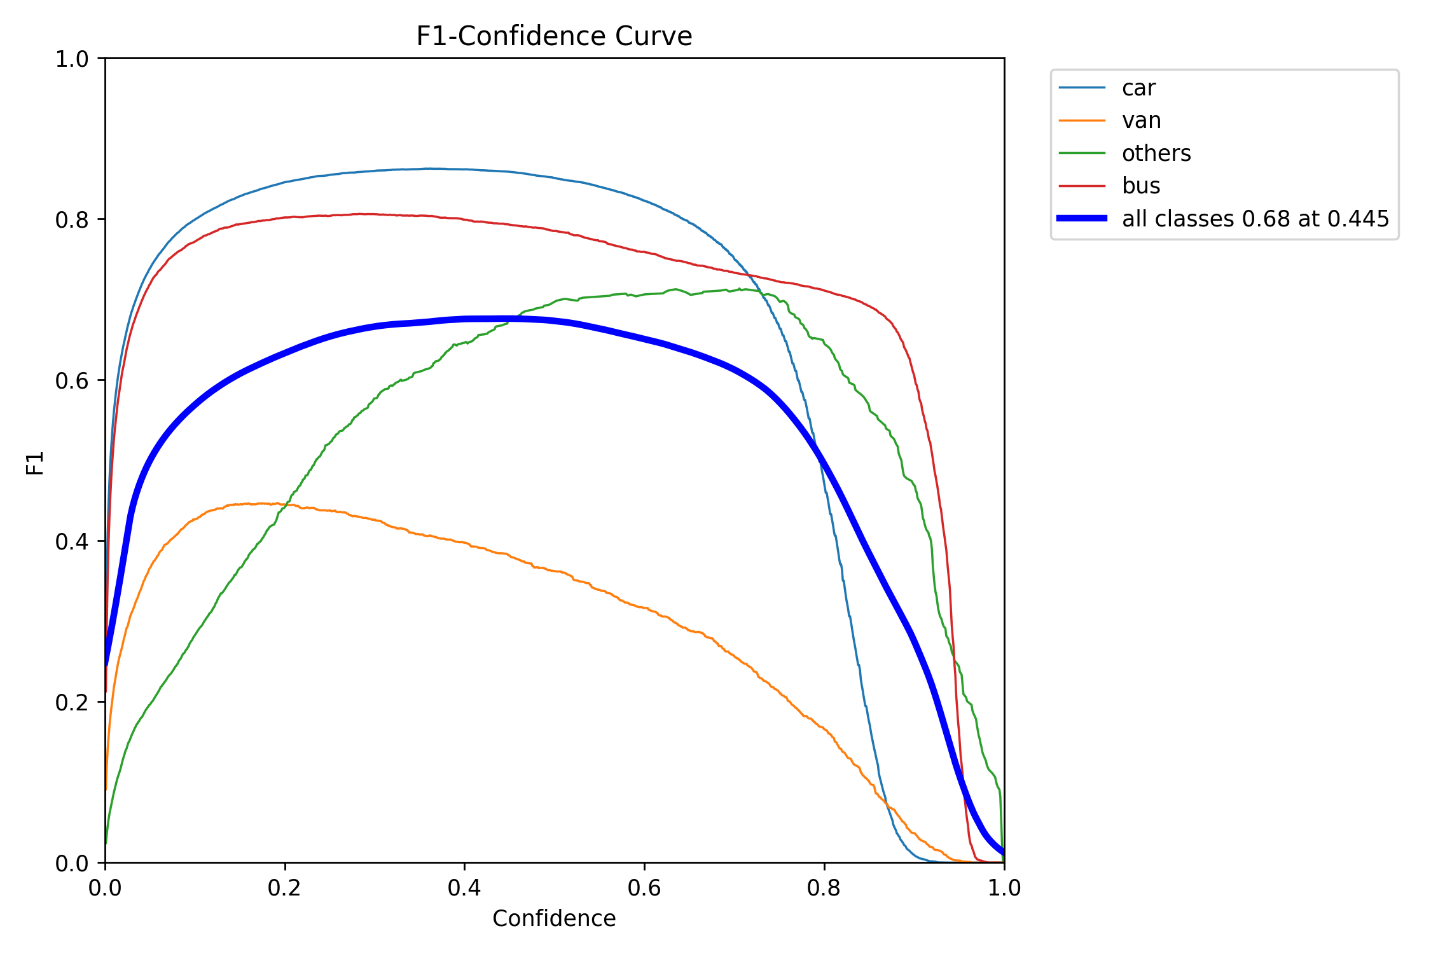 F1-Confidence Curve
1.0
0.8
0.6
0.4
0.2
0.0
F1
0.0 0.2 0.4 0.6 0.8 1.0
Confidence
car
van
others
bus
all classes 0.68 at 0.445